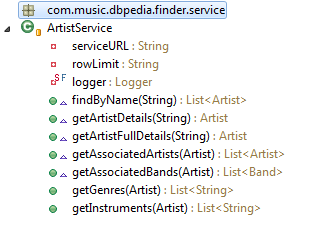 com.music.dbpedia.finder.service
ArtistService
serviceURL : String
rowLimit : String
S F logger : Logger
findByName(String) : List<Artist>
getArtistDetails(String) : Artist
getArtistFullDetails(String) : Artist
getAssociatedArtists(Artist) : List<Artist>
getAssociatedBands(Artist) : List<Band>
getGenres(Artist) : List<String>
getInstruments(Artist) : List<String>